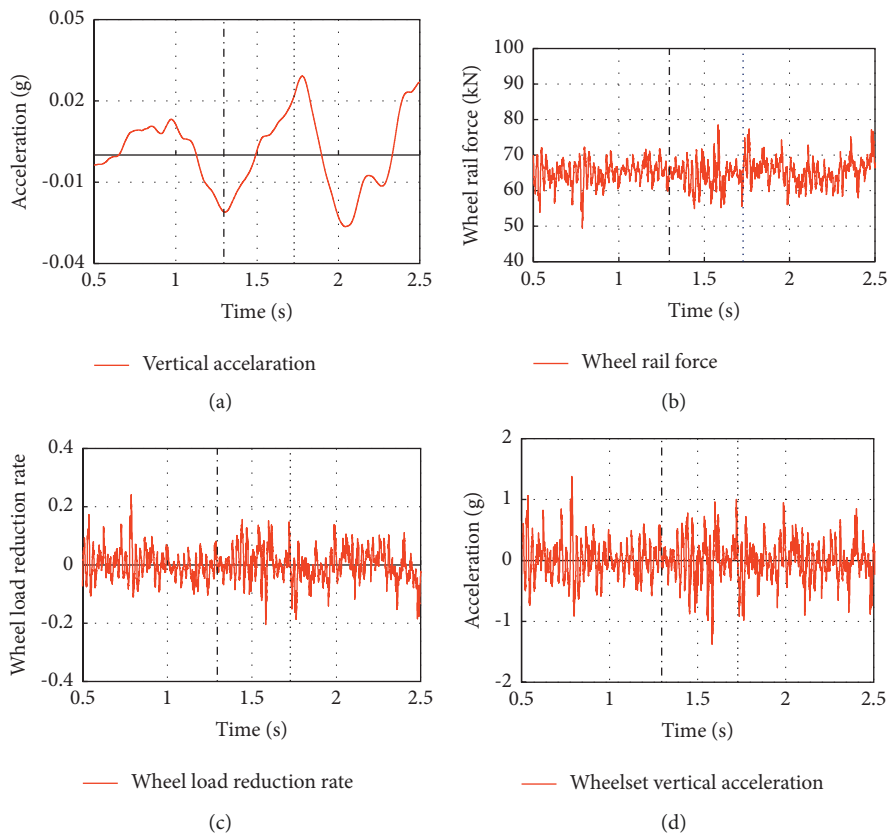 0.05
0.02
-0.01
-0.04
Acceleration (g)
0.5 1 1.5 2 2.5
Time (s)
Vertical accelaration
(a)
100
90
80
70
60
50
40
Wheel rail force (kN)
0.5 1 1.5 2 2.5
Time (s)
Wheel rail force
(b)
0.4
0.2
0
-0.2
-0.4
Wheel load reduction rate
0.5 1 1.5 2 2.5
Time (s)
Wheel load reduction rate
(c)
2
1
0
-1
-2
Acceleration (g)
0.5 1 1.5 2 2.5
Time (s)
Wheelset vertical acceleration
(d)